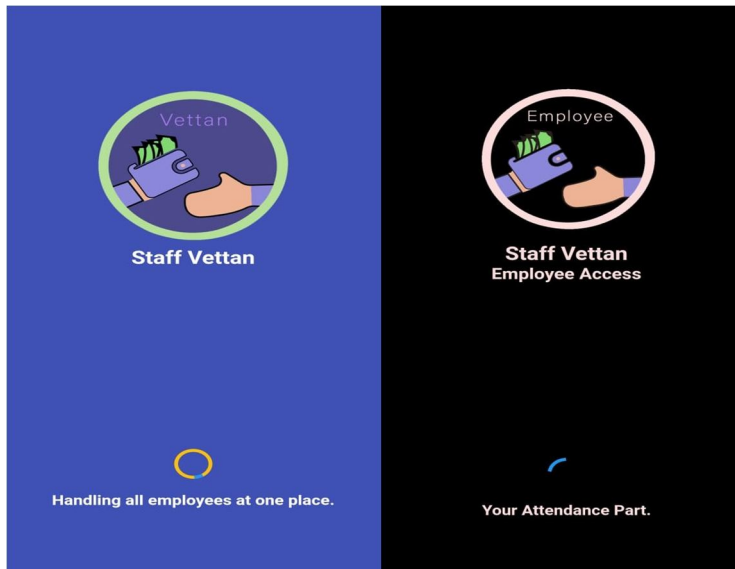 Vettan
Staff Vettan
Handling all employees at one place.
Employee
Staff Vettan
Employee Access
Your Attendance Part.